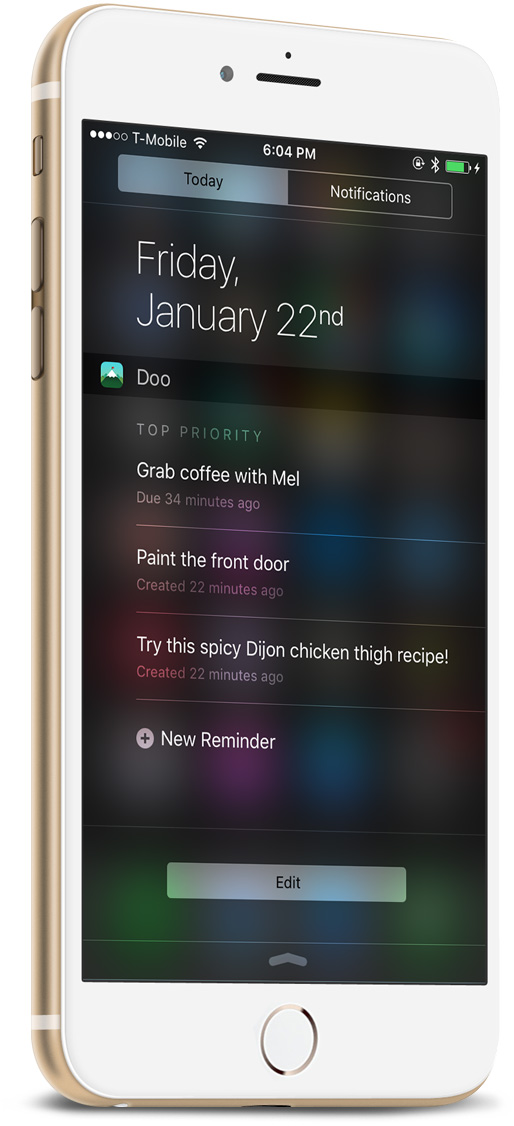 T-Mobile 6:04 PM
Today Notifications
Friday,
January 22nd
Doo
TOP PRIORITY
Grab coffee with Mel
Due 34 minutes ago
Paint the front door
Created 22 minutes ago
Try this spicy Dijon chicken thigh recipe!
Created 22 minutes ago
New Reminder
Edit